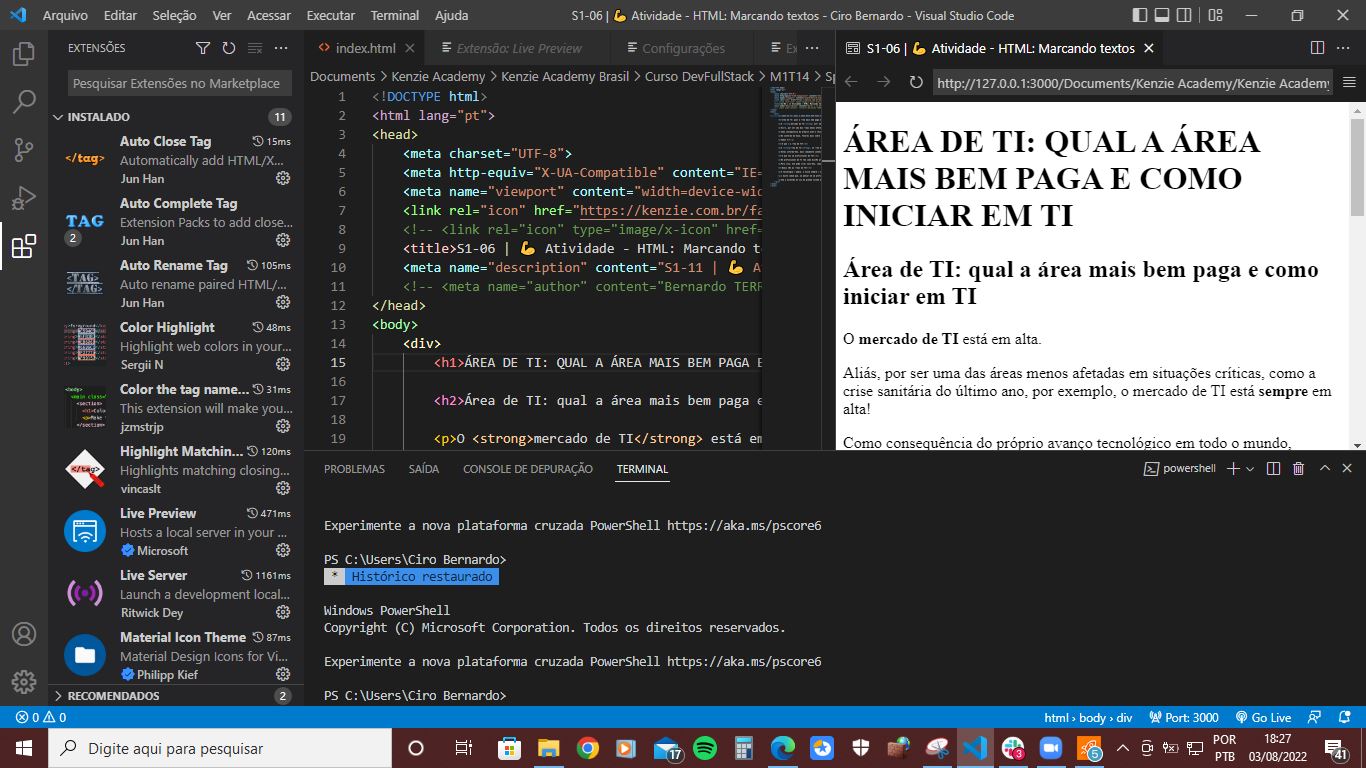 Arquivo Editar Seleção Ver Acessar Executar Terminal Ajuda S1-06 | 💪 Atividade - HTML: Marcando textos - Ciro Bernardo - Visual Studio Code
EXTENSÕES
Pesquisar Extensões no Marketplace
INSTALADO 11
Auto Close Tag 15ms
Automatically add HTML/X...
Jun Han
Auto Complete Tag
Extension Packs to add close...
Jun Han
2
Auto Rename Tag 105ms
Auto rename paired HTML/...
Jun Han
Color Highlight 48ms
Highlight web colors in your...
Sergii N
Color the tag name... 31ms
This extension will make you...
jzmstrjp
Highlight Matchin... 120ms
Highlights matching closing...
vincaslt
Live Preview 471ms
Hosts a local server in your ...
Microsoft
Live Server 1161ms
Launch a development local...
Ritwick Dey
Material Icon Theme 87ms
Material Design Icons for Vi...
Philipp Kief
RECOMENDADOS 2
index.html Extensão: Live Preview Configurações Ex
Documents > Kenzie Academy > Kenzie Academy Brasil > Curso DevFullStack > M1T14 > Sp
1 <!DOCTYPE html>
2 <html lang="pt">
3 <head>
4 <meta charset="UTF-8">
5 <meta http-equiv="X-UA-Compatible" content="IE=
6 <meta name="viewport" content="width=device-wid
7 <link rel="icon" href="https://kenzie.com.br/fa
8 <!-- <link rel="icon" type="image/x-icon" href=
9 <title>S1-06 | 💪 Atividade - HTML: Marcando t
10 <meta name="description" content="S1-11 | 💪 A
11 <!-- <meta name="author" content="Bernardo TERR
12 </head>
13 <body>
14 <div>
15 <h1>ÁREA DE TI: QUAL A ÁREA MAIS BEM PAGA E
16
17 <h2>Área de TI: qual a área mais bem paga e
18
19 <p>O <strong>mercado de TI</strong> está em
S1-06 | 💪 Atividade - HTML: Marcando textos
http://127.0.0.1:3000/Documents/Kenzie Academy/Kenzie Academy
ÁREA DE TI: QUAL A ÁREA
MAIS BEM PAGA E COMO
INICIAR EM TI
Área de TI: qual a área mais bem paga e como
iniciar em TI
O mercado de TI está em alta.
Aliás, por ser uma das áreas menos afetadas em situações críticas, como a
crise sanitária do último ano, por exemplo, o mercado de TI está sempre em
alta!
Como consequência do próprio avanço tecnológico em todo o mundo,
PROBLEMAS SAÍDA CONSOLE DE DEPURAÇÃO TERMINAL powershell
Experimente a nova plataforma cruzada PowerShell https://aka.ms/pscore6
PS C:\Users\Ciro Bernardo>
* Histórico restaurado
Windows PowerShell
Copyright (C) Microsoft Corporation. Todos os direitos reservados.
Experimente a nova plataforma cruzada PowerShell https://aka.ms/pscore6
PS C:\Users\Ciro Bernardo>
0 0 html > body > div Port: 3000 Go Live
Digite aqui para pesquisar 17 3 5 POR 18:27
PTB 03/08/2022 41